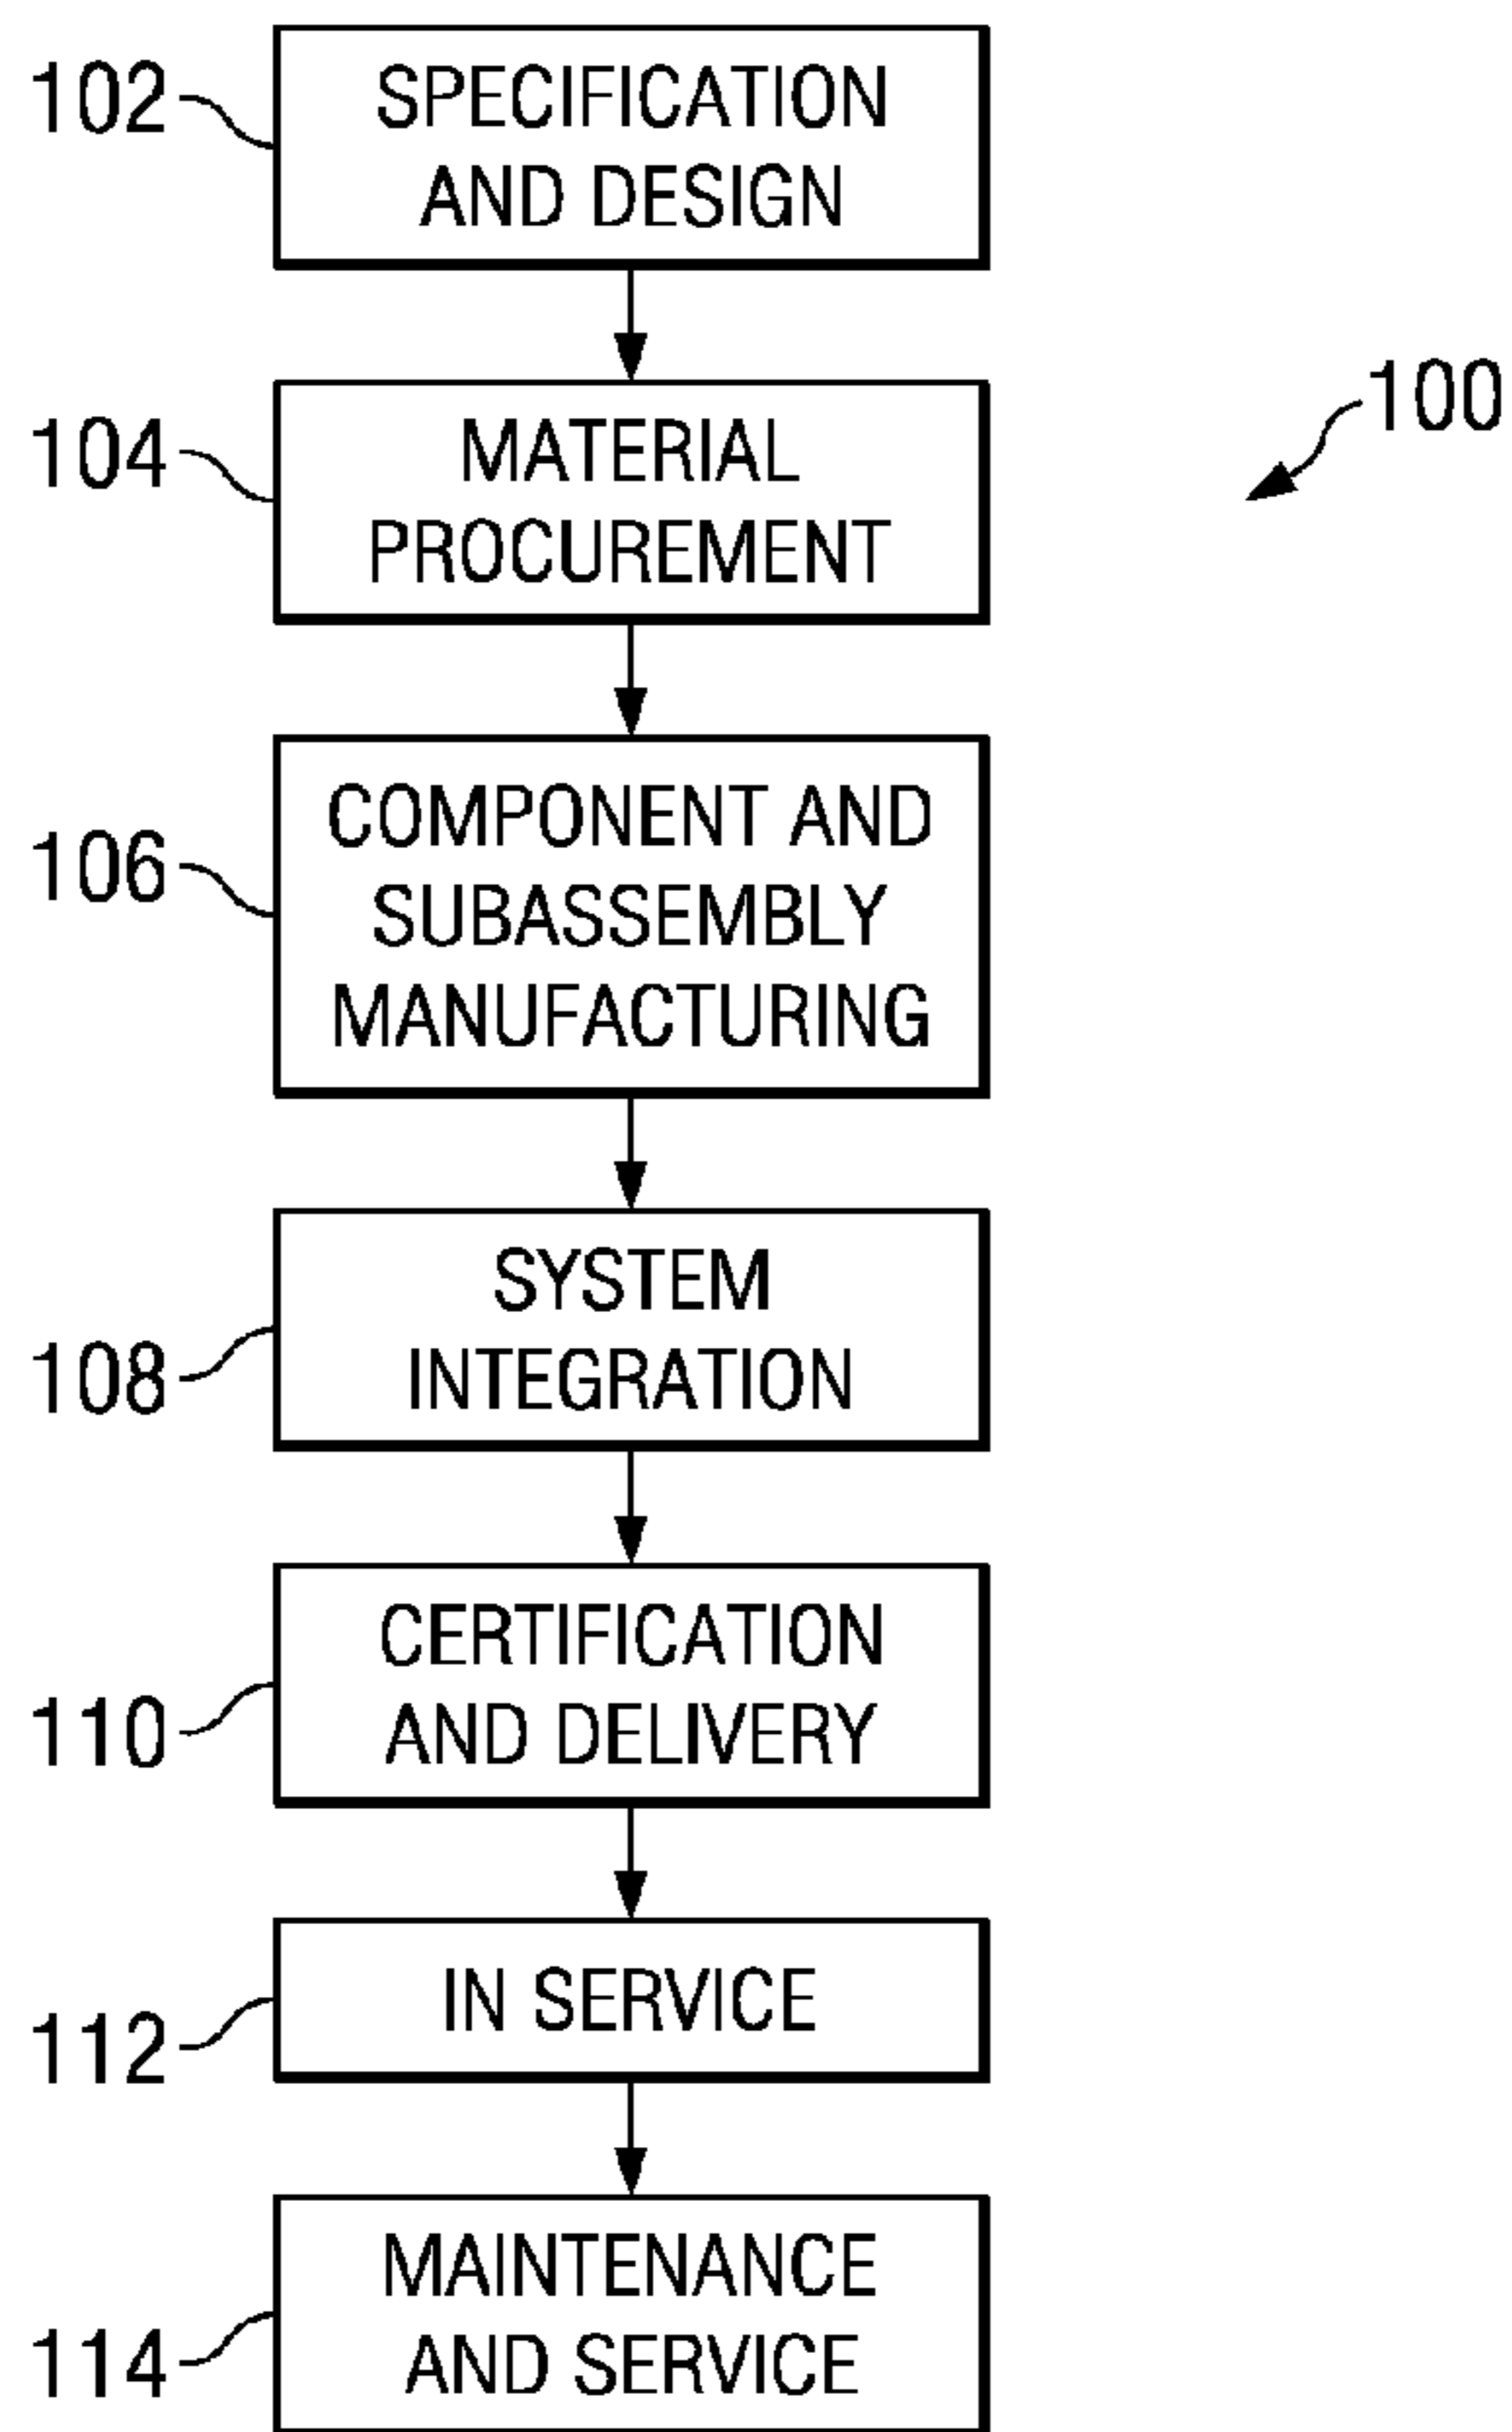 102
SPECIFICATION
AND DESIGN
104
MATERIAL
PROCUREMENT
100
106
COMPONENT AND
SUBASSEMBLY
MANUFACTURING
108
SYSTEM
INTEGRATION
110
CERTIFICATION
AND DELIVERY
112
IN SERVICE
114
MAINTENANCE
AND SERVICE